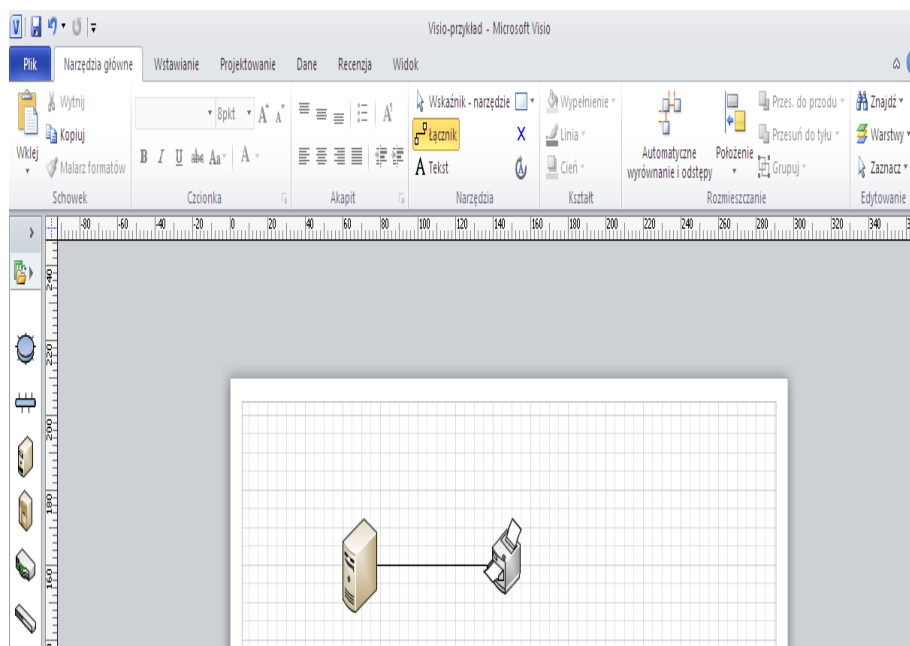 Visio-przykład - Microsoft Visio
Plik Narzędzia główne Wstawianie Projektowanie Dane Recenzja Widok
Wklej
Wytnij
Kopiuj
Malarz formatów
Schowek
8pkt A A
B I U abc Aa A
Czcionka
A
Akapit
Wskaźnik - narzędzie
Łącznik X
A Tekst A
Narzędzia
Wypełnienie
Linia
Cień
Kształt
Automatyczne
wyrównanie i odstępy
Położenie
Przes. do przodu
Przesuń do tyłu
Grupuj
Rozmieszczanie
Znajdź
Warstwy
Zaznacz
Edytowanie
-80 -60 -40 -20 0 20 40 60 80 100 120 140 160 180 200 220 240 260 280 300 320 340
240
220
200
180
160